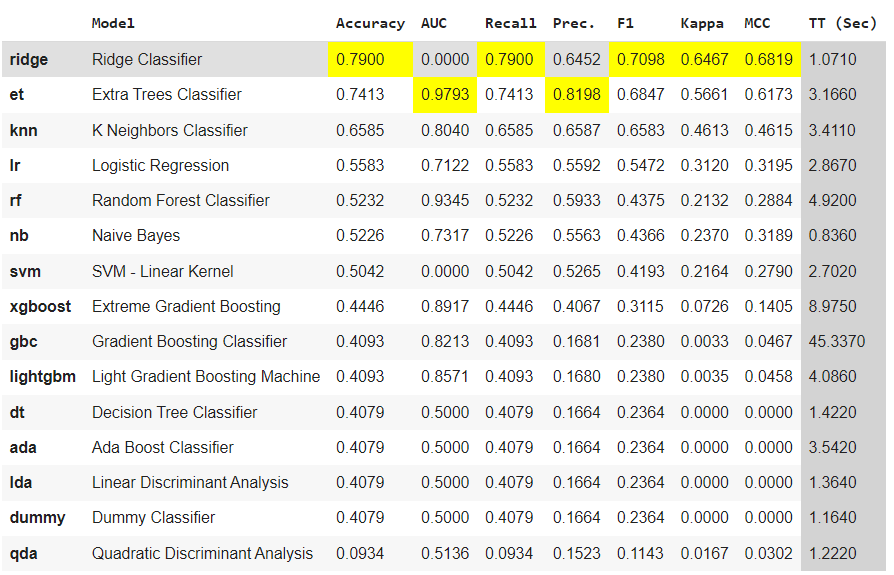 Model Accuracy AUC Recall Prec. F1 Kappa MCC TT (Sec)
ridge Ridge Classifier 0.7900 0.0000 0.7900 0.6452 0.7098 0.6467 0.6819 1.0710
et Extra Trees Classifier 0.7413 0.9793 0.7413 0.8198 0.6847 0.5661 0.6173 3.1660
knn K Neighbors Classifier 0.6585 0.8040 0.6585 0.6587 0.6583 0.4613 0.4615 3.4110
lr Logistic Regression 0.5583 0.7122 0.5583 0.5592 0.5472 0.3120 0.3195 2.8670
rf Random Forest Classifier 0.5232 0.9345 0.5232 0.5933 0.4375 0.2132 0.2884 4.9200
nb Naive Bayes 0.5226 0.7317 0.5226 0.5563 0.4366 0.2370 0.3189 0.8360
svm SVM - Linear Kernel 0.5042 0.0000 0.5042 0.5265 0.4193 0.2164 0.2790 2.7020
xgboost Extreme Gradient Boosting 0.4446 0.8917 0.4446 0.4067 0.3115 0.0726 0.1405 8.9750
gbc Gradient Boosting Classifier 0.4093 0.8213 0.4093 0.1681 0.2380 0.0033 0.0467 45.3370
lightgbm Light Gradient Boosting Machine 0.4093 0.8571 0.4093 0.1680 0.2380 0.0035 0.0458 4.0860
dt Decision Tree Classifier 0.4079 0.5000 0.4079 0.1664 0.2364 0.0000 0.0000 1.4220
ada Ada Boost Classifier 0.4079 0.5000 0.4079 0.1664 0.2364 0.0000 0.0000 3.5420
lda Linear Discriminant Analysis 0.4079 0.5000 0.4079 0.1664 0.2364 0.0000 0.0000 1.3640
dummy Dummy Classifier 0.4079 0.5000 0.4079 0.1664 0.2364 0.0000 0.0000 1.1640
qda Quadratic Discriminant Analysis 0.0934 0.5136 0.0934 0.1523 0.1143 0.0167 0.0302 1.2220